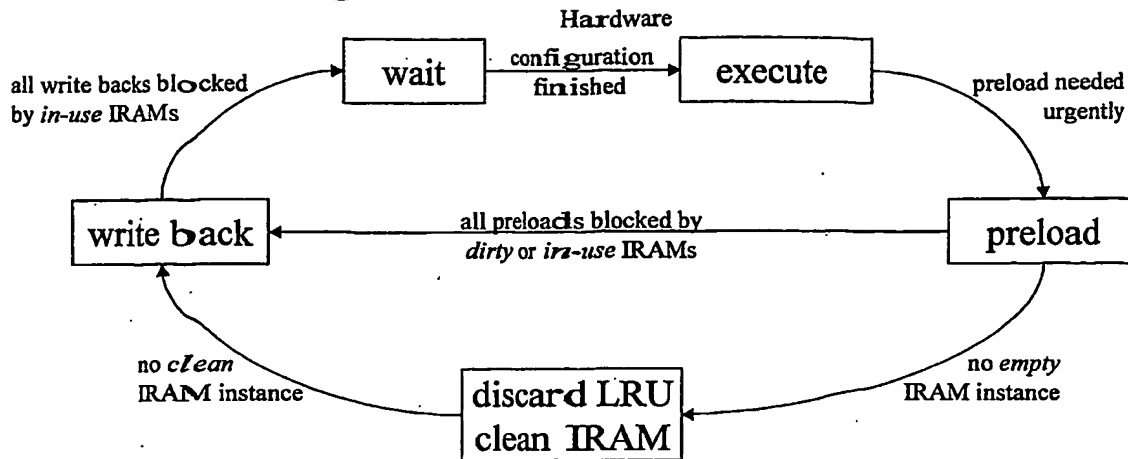 Hardware
wait
configuration
finished
execute
all write backs blocked
by in-use IRAMs
preload needed
urgently
write back
all preloads blocked by
dirty or in-use IRAMs
preload
no clean
IRAM instance
discard LRU
clean IRAM
no empty
IRAM instance